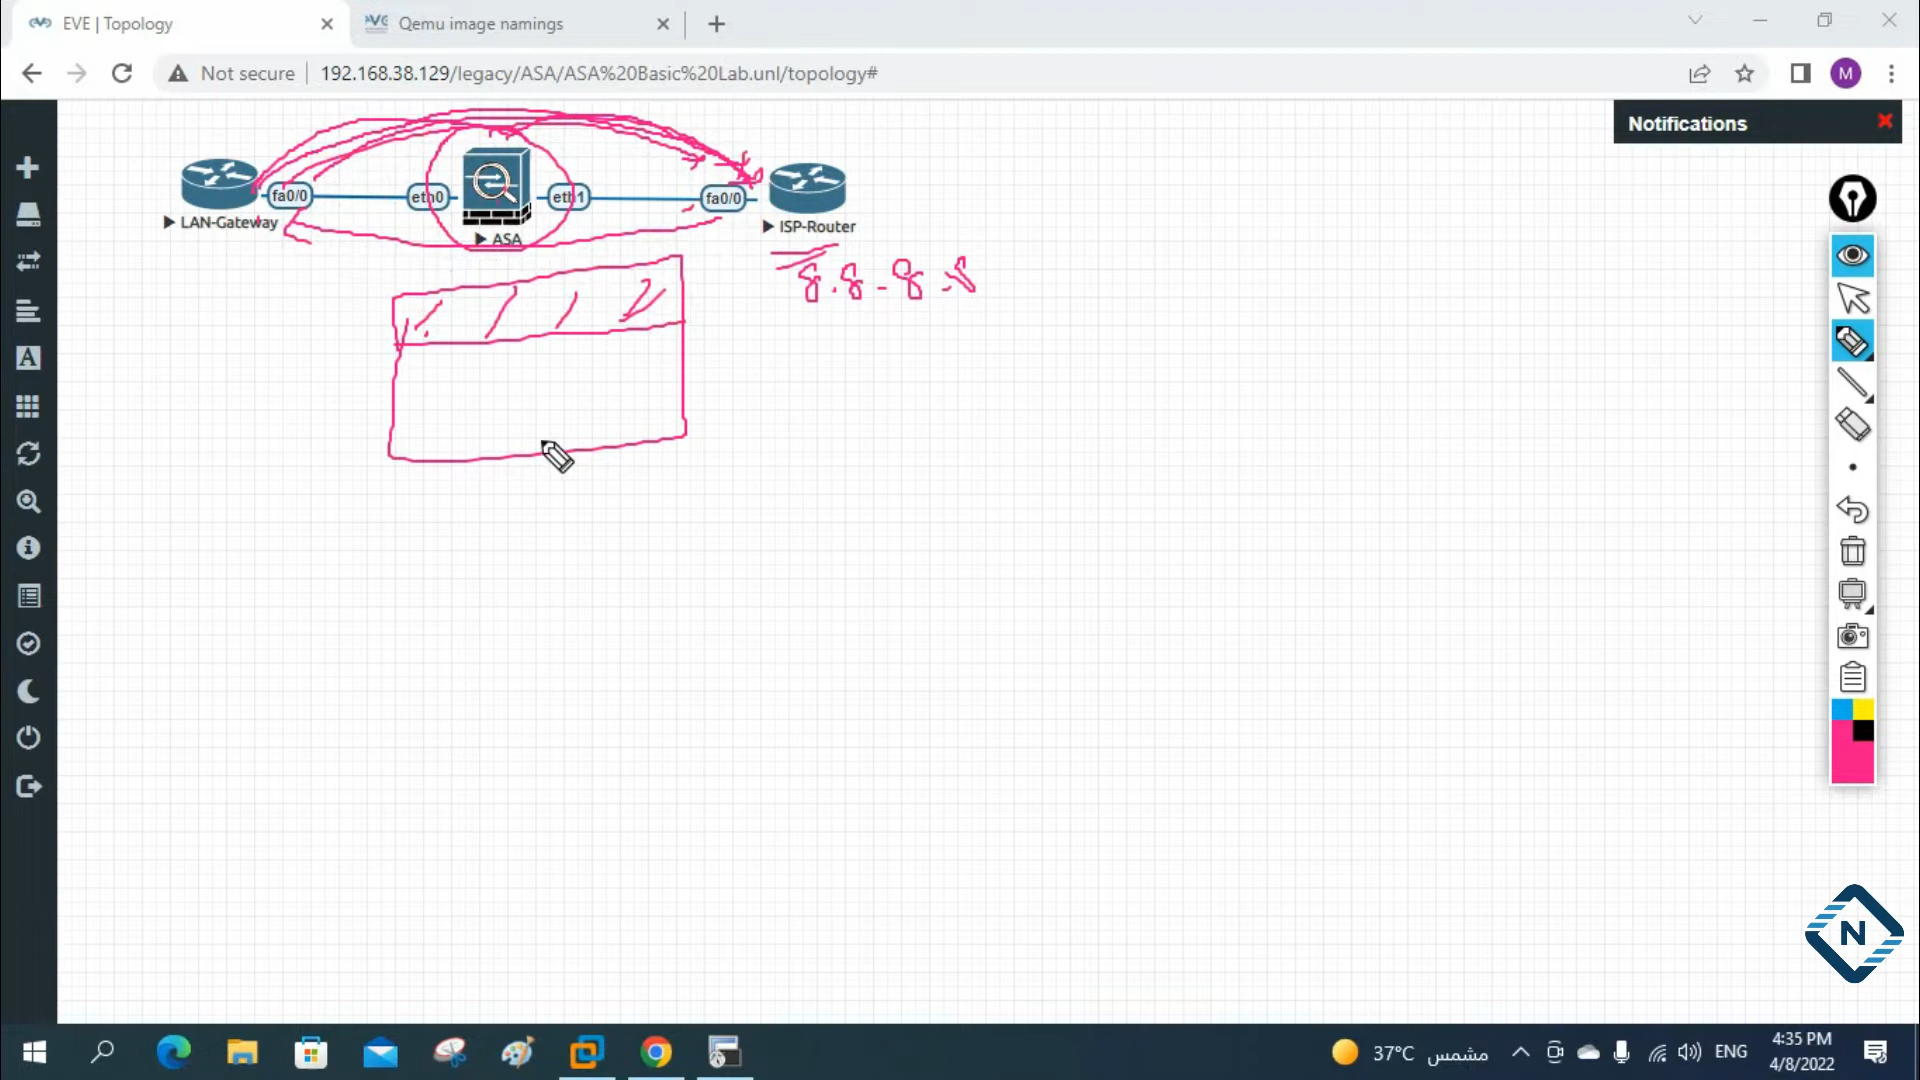 EVE | Topology
Qemu image namings
Not secure
192.168.38.129/legacy/ASA/ASA%20Basic%20Lab.unl/topology#
M
Notifications
fa0/0
eth0
eth1
fa0/0
LAN-Gateway
ASA
ISP-Router
8.8-8.8
A
N
37°C مشمس
ENG
4:35 PM
4/8/2022